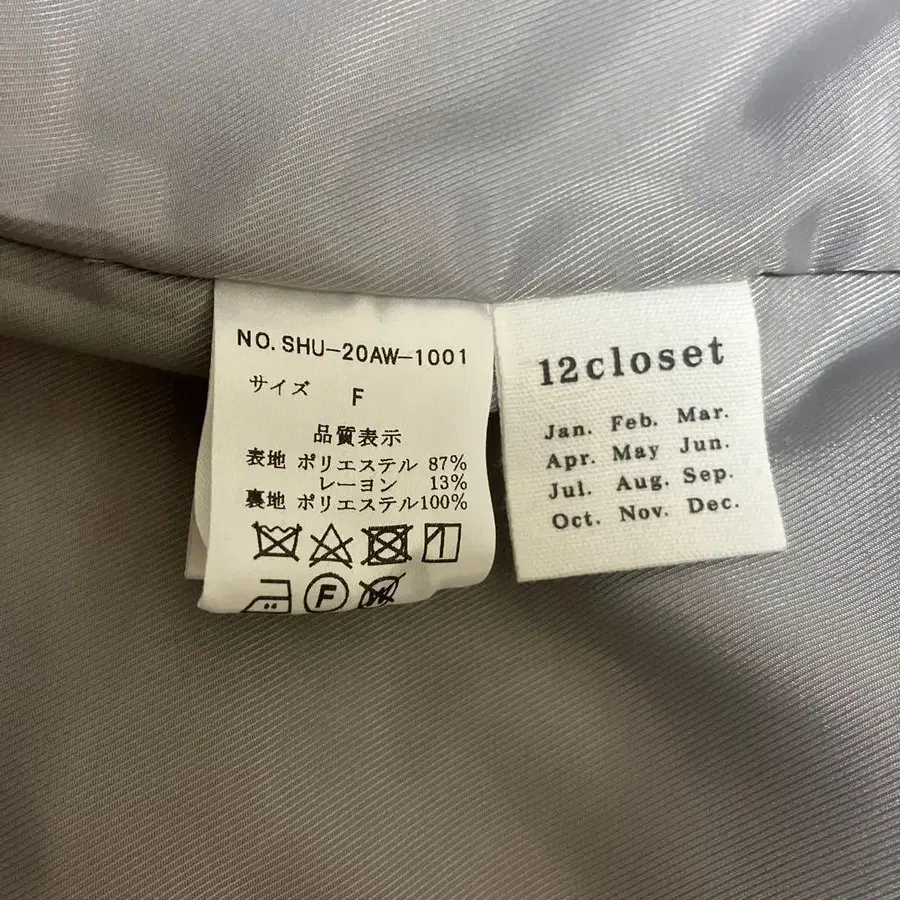 NO. SHU-20AW-1001
サイズ F
品質表示
表地 ポリエステル 87%
レーヨン 13%
裏地 ポリエステル100%
F
12closet
Jan. Feb. Mar.
Apr. May Jun.
Jul. Aug. Sep.
Oct. Nov. Dec.